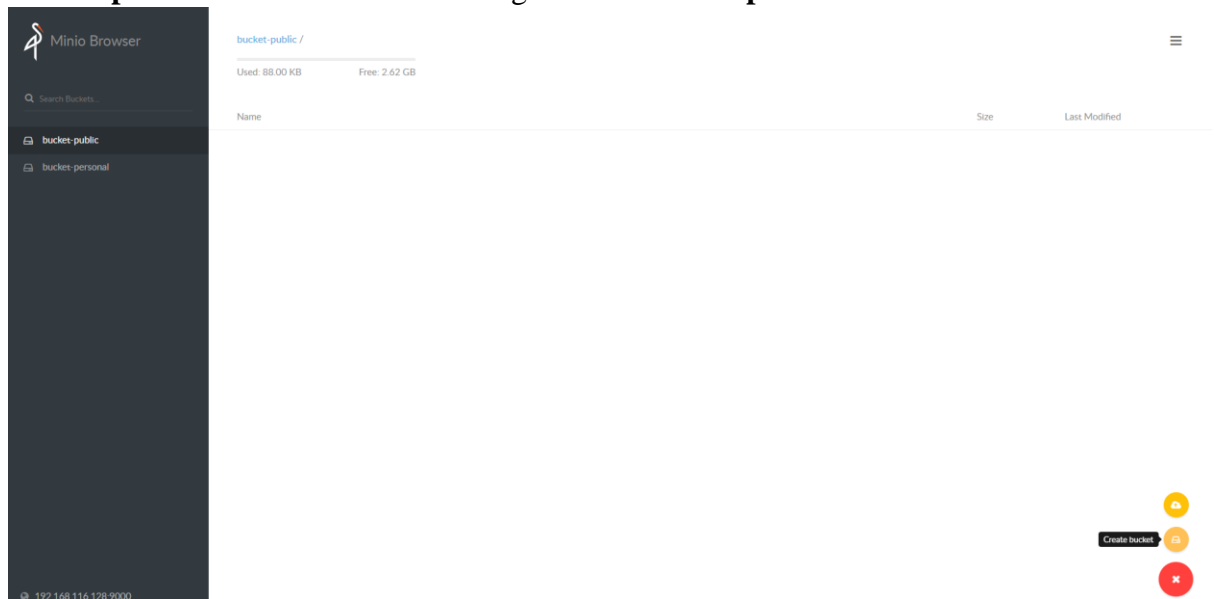 Minio Browser
Search Buckets...
bucket-public
bucket-personal
192.168.116.128:9000
bucket-public /
Used: 88.00 KB Free: 2.62 GB
Name Size Last Modified
Create bucket